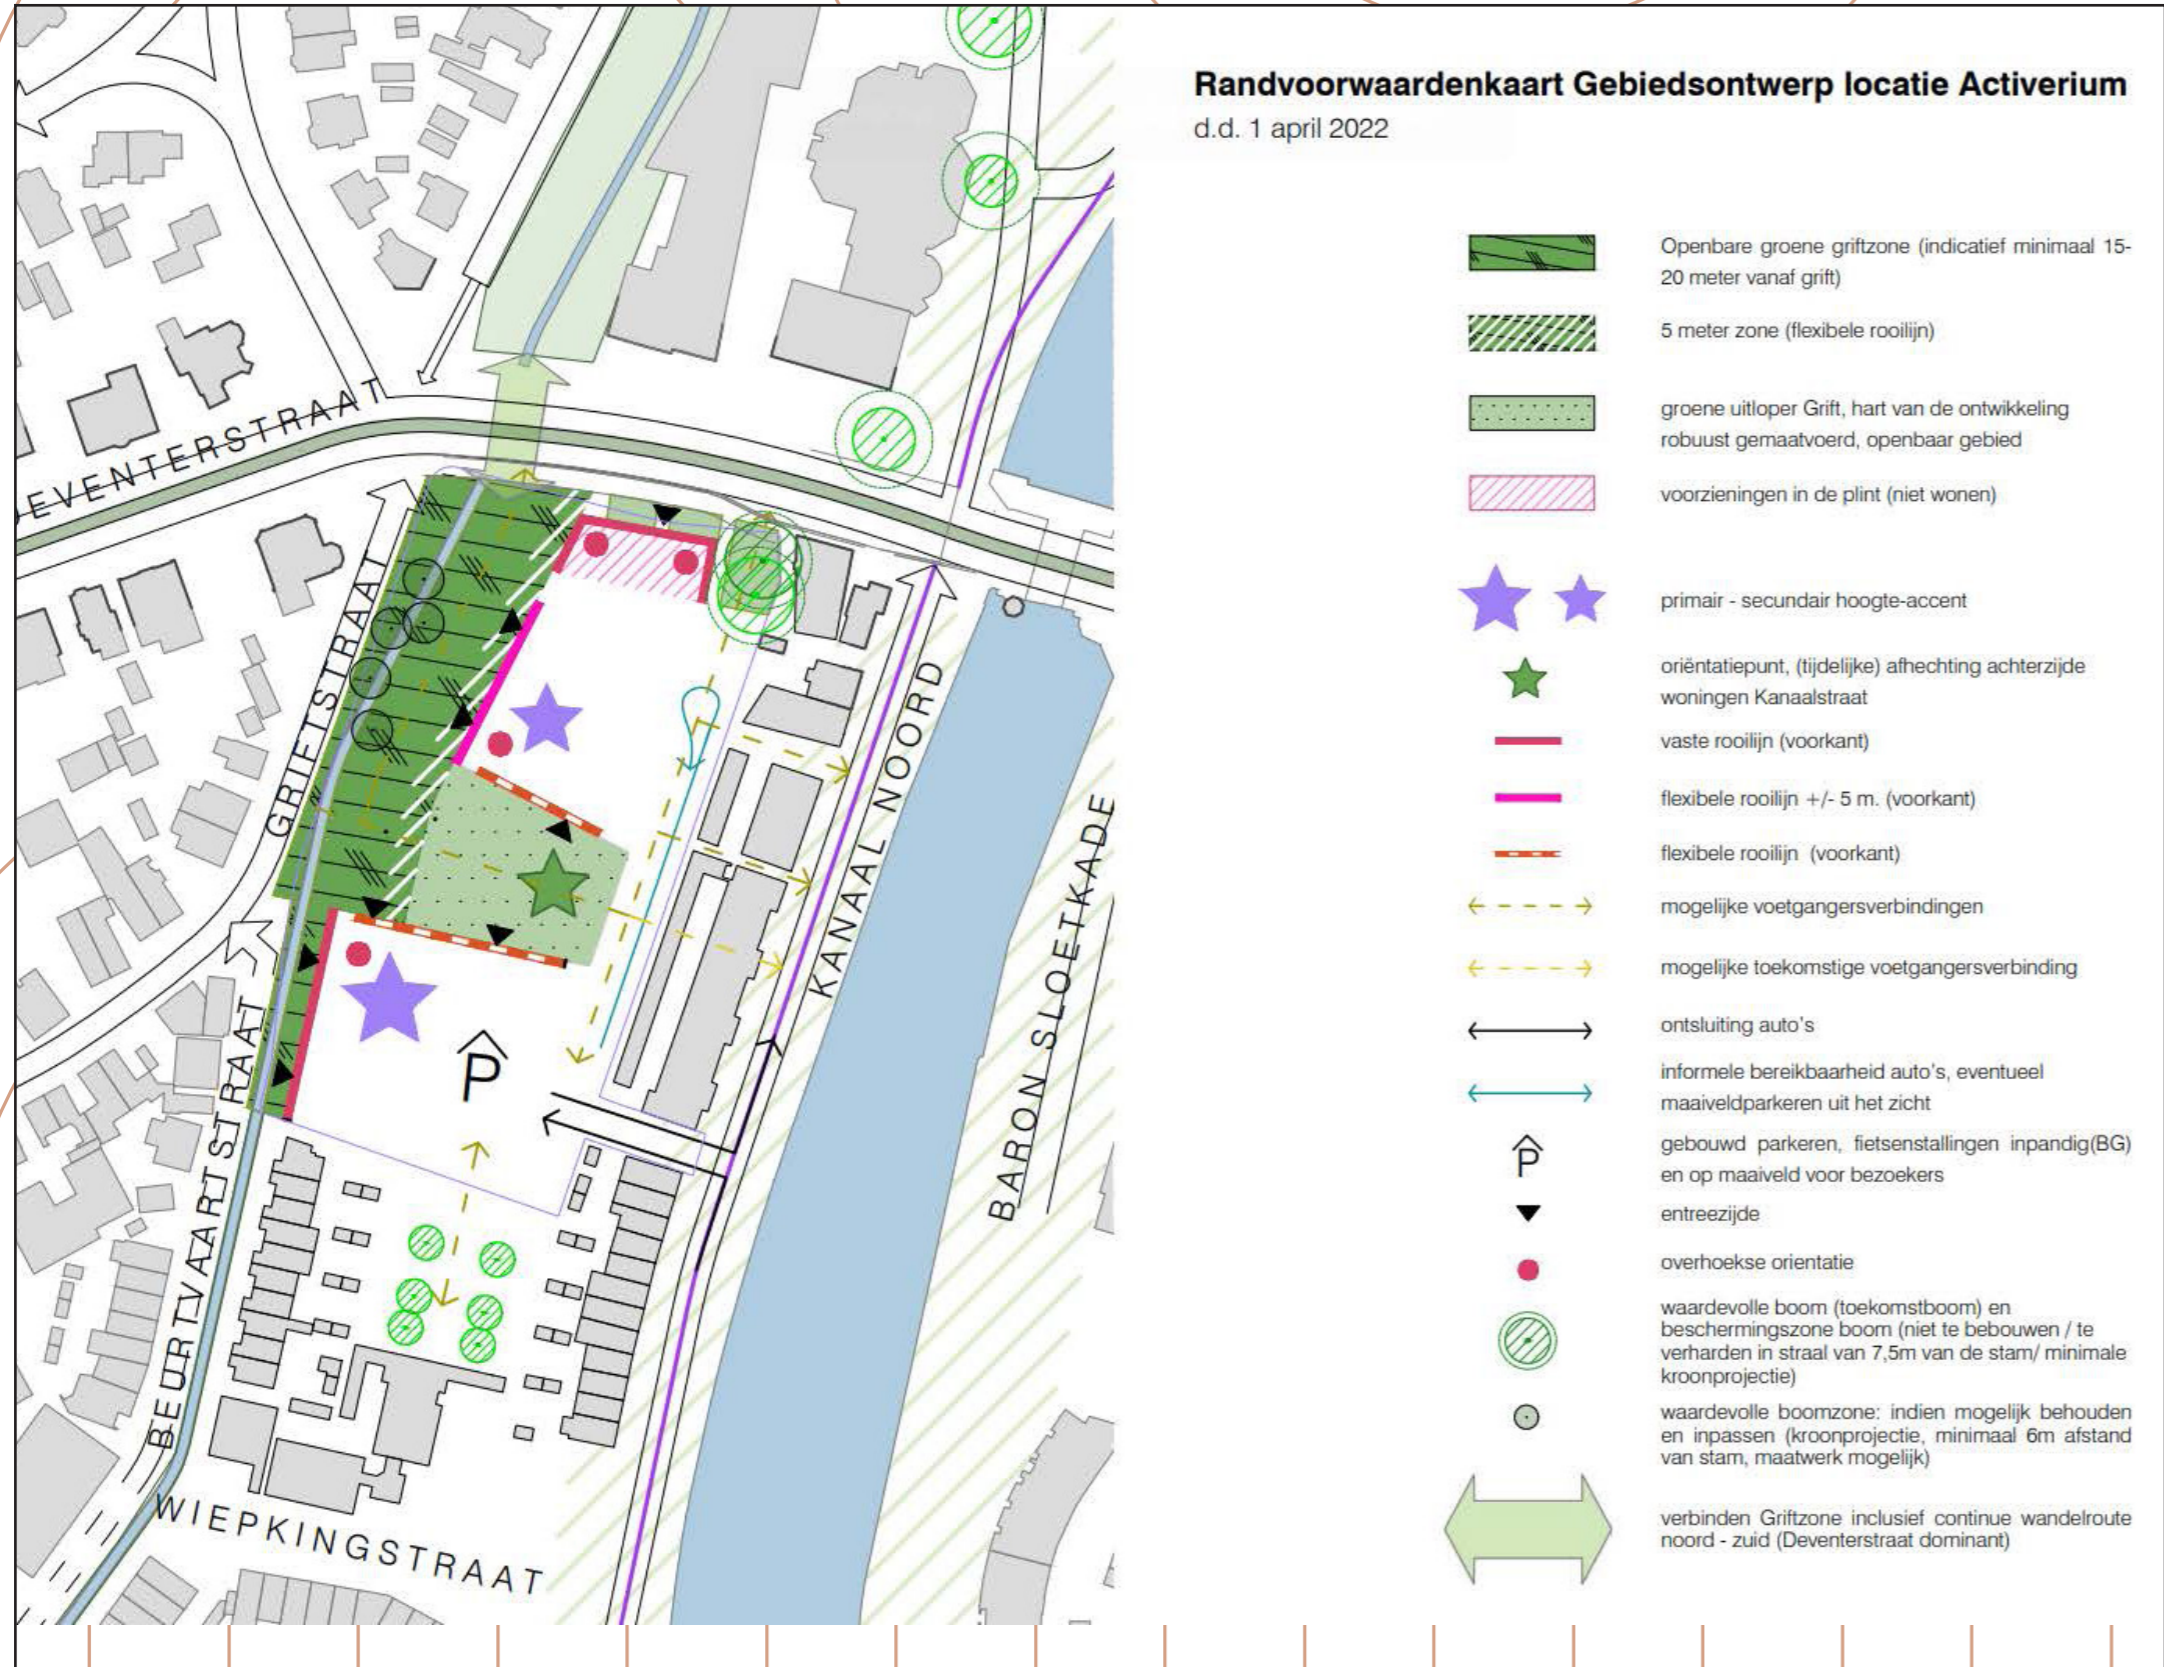 Randvoorwaardenkaart Gebiedsontwerp locatie Activerium
d.d. 1 april 2022
Openbare groene griftzone (indicatief minimaal 15-
20 meter vanaf grift)
5 meter zone (flexibele rooilijn)
groene uitloper Grift, hart van de ontwikkeling
robuust gemaatvoerd, openbaar gebied
voorzieningen in de plint (niet wonen)
primair - secundair hoogte-accent
oriëntatiepunt, (tijdelijke) afhechting achterzijde
woningen Kanaalstraat
vaste rooilijn (voorkant)
flexibele rooilijn +/- 5 m. (voorkant)
flexibele rooilijn (voorkant)
mogelijke voetgangersverbindingen
mogelijke toekomstige voetgangersverbinding
ontsluiting auto's
informele bereikbaarheid auto's, eventueel
maaiveldparkeren uit het zicht
P
gebouwd parkeren, fietsenstallingen inpandig(BG)
en op maaiveld voor bezoekers
entreezijde
overhoekse orientatie
waardevolle boom (toekomstboom) en
beschermingszone boom (niet te bebouwen / te
verharden in straal van 7,5m van de stam/ minimale
kroonprojectie)
waardevolle boomzone: indien mogelijk behouden
en inpassen (kroonprojectie, minimaal 6m afstand
van stam, maatwerk mogelijk)
verbinden Griftzone inclusief continue wandelroute
noord - zuid (Deventerstraat dominant)
DEVENTERSTRAAT
GRIFTSTRAAT
KANAAL NOORD
BARON SLOETKADE
P
BEURTVAARTSTRAAT
WIEPKINGSTRAAT